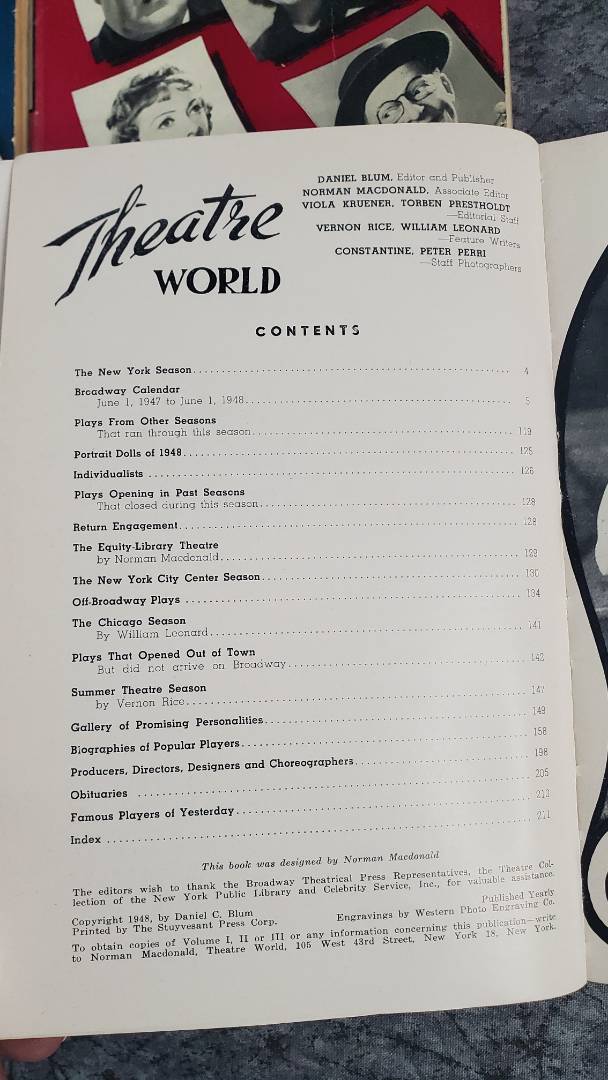 Theatre
WORLD
DANIEL BLUM, Editor and Publisher
NORMAN MACDONALD, Associate Editor
VIOLA KRUENER, TORBEN PRESTHOLDT
—Editorial Staff
VERNON RICE, WILLIAM LEONARD
—Feature Writers
CONSTANTINE, PETER PERRI
—Staff Photographers
CONTENTS
The New York Season 4
Broadway Calendar
June 1, 1947 to June 1, 1948 5
Plays From Other Seasons
That ran through this season 119
Portrait Dolls of 1948 125
Individualists 126
Plays Opening in Past Seasons
That closed during this season 128
Return Engagement 128
The Equity-Library Theatre
by Norman Macdonald 129
The New York City Center Season 130
Off-Broadway Plays 134
The Chicago Season
By William Leonard 141
Plays That Opened Out of Town
But did not arrive on Broadway 142
Summer Theatre Season
by Vernon Rice 147
Gallery of Promising Personalities 149
Biographies of Popular Players 158
Producers, Directors, Designers and Choreographers 198
Obituaries 205
Famous Players of Yesterday
Index 211
This book was designed by Norman Macdonald
The editors wish to thank the Broadway Theatrical Press Representatives, the Theatre Col-
lection of the New York Public Library and Celebrity Service, Inc., for valuable assistance.
Copyright 1948, by Daniel C. Blum Published Yearly
Printed by The Stuyvesant Press Corp. Engravings by Western Photo Engraving Co.
To obtain copies of Volume I, II or III or any information concerning this publication—write
to Norman Macdonald, Theatre World, 105 West 43rd Street, New York 18, New York.